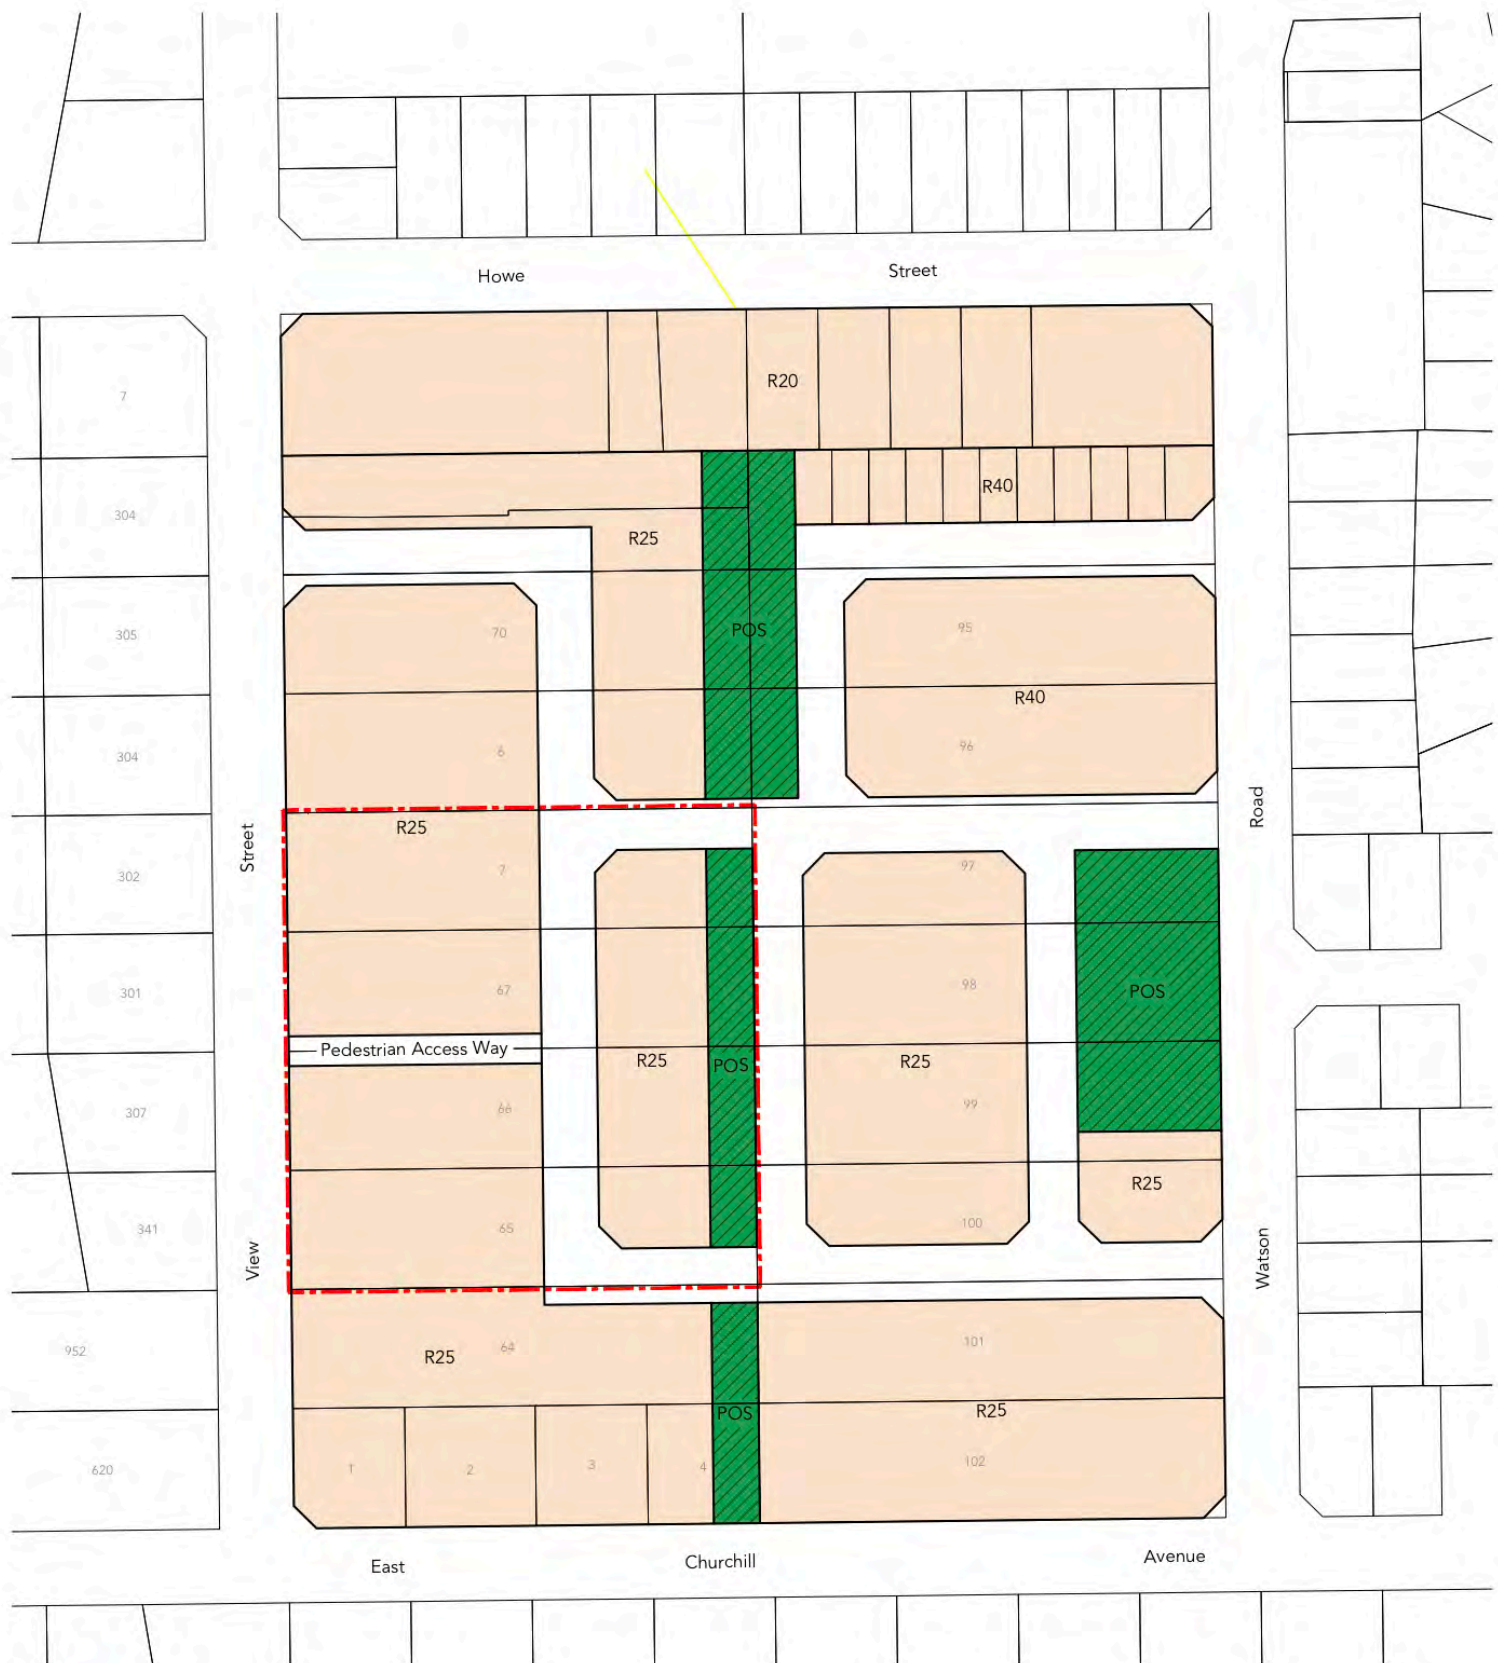 Howe
Street
7
R20
304
R40
R25
305
70
POS
95
R40
304
6
96
Street
R25
Road
302
7
97
301
67
98
POS
Pedestrian Access Way
R25
POS
R25
307
66
99
R25
341
65
100
View
Watson
952
R25
64
101
POS
R25
620
1
2
3
4
102
East
Churchill
Avenue